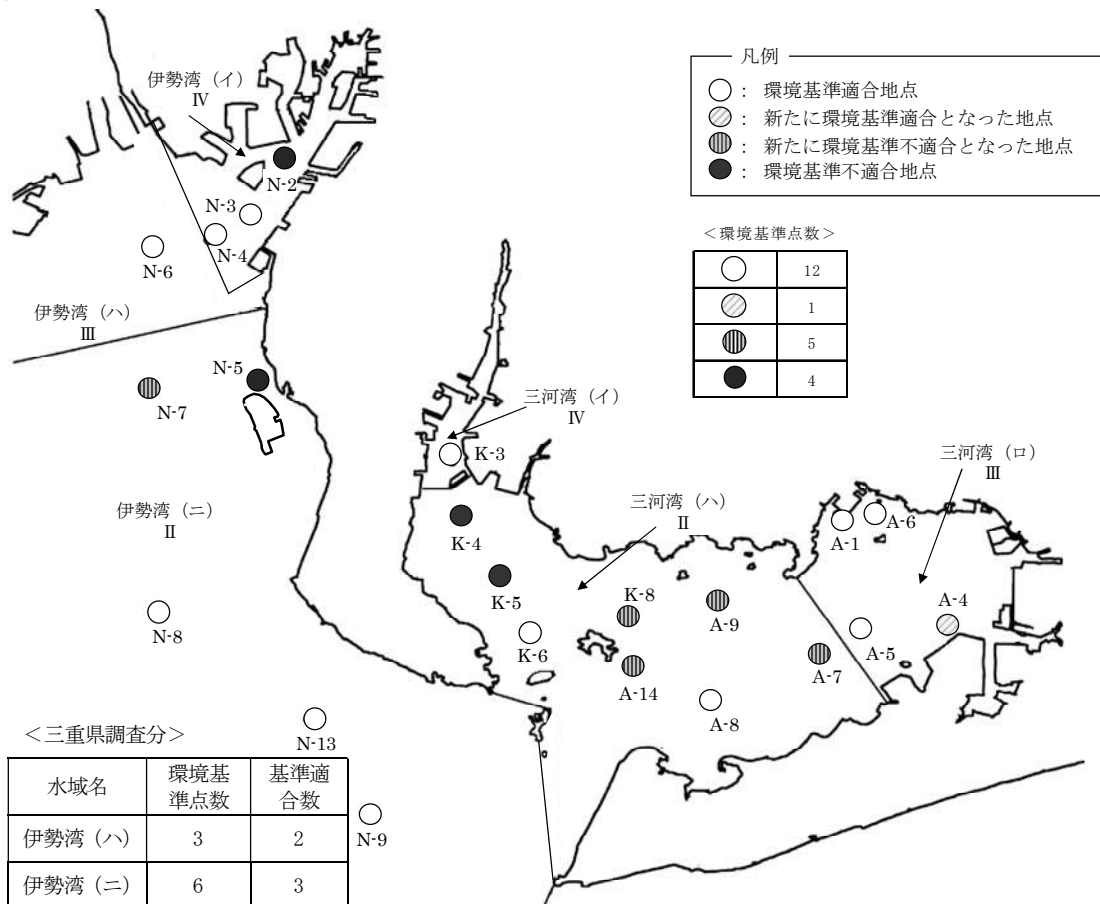 凡例
: 環境基準適合地点
: 新たに環境基準適合となった地点
: 新たに環境基準不適合となった地点
: 環境基準不適合地点
<環境基準点数>
12
1
5
4
伊勢湾（イ）
Ⅳ
N-2
N-3
N-4
N-6
伊勢湾（ハ）
Ⅲ
N-5
N-7
三河湾（イ）
Ⅳ
K-3
伊勢湾（ニ）
Ⅱ
三河湾（ハ）
Ⅱ
三河湾（ロ）
Ⅲ
A-6
A-1
K-4
K-5
K-8
A-9
A-4
N-8
K-6
A-5
A-7
A-14
A-8
N-13
N-9
<三重県調査分>
水域名 環境基準点数 基準適合数
伊勢湾（ハ） 3 2
伊勢湾（ニ） 6 3